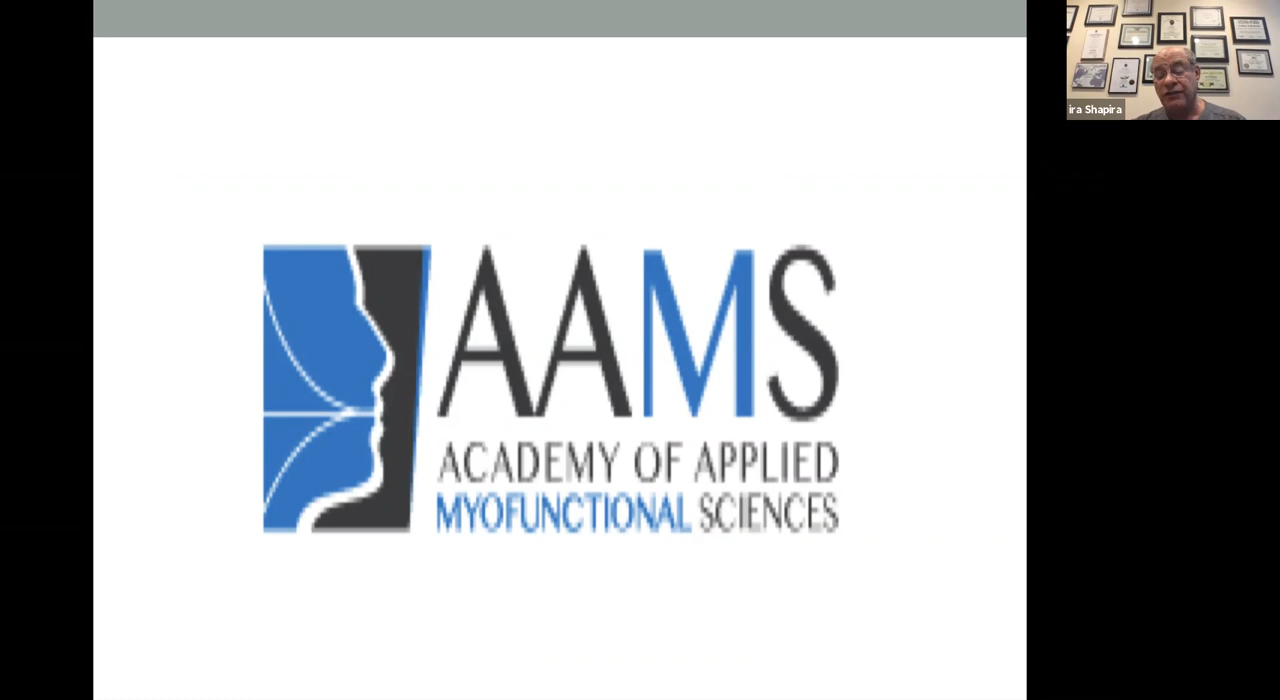 AAMS
ACADEMY OF APPLIED
MYOFUNCTIONAL SCIENCES
ira Shapira